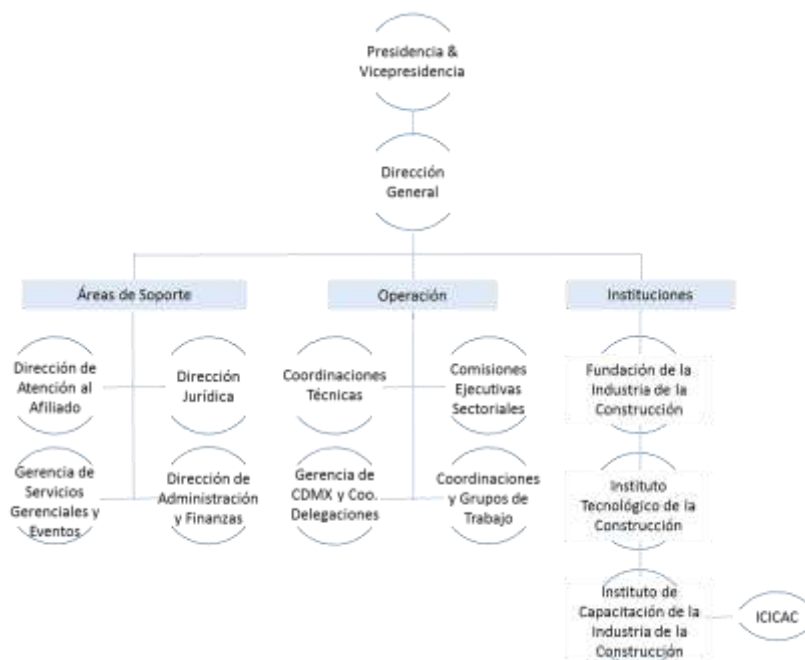 Presidencia &
Vicepresidencia
Dirección
General
Áreas de Soporte
Operación
Instituciones
Dirección de
Atención al
Afiliado
Dirección
Jurídica
Coordinaciones
Técnicas
Comisiones
Ejecutivas
Sectoriales
Fundación de la
Industria de la
Construcción
Gerencia de
Servicios
Gerenciales y
Eventos
Dirección de
Administración
y Finanzas
Gerencia de
CDMX y Coo.
Delegaciones
Coordinaciones
y Grupos de
Trabajo
Instituto
Tecnológico de la
Construcción
Instituto de
Capacitación de la
Industria de la
Construcción
ICICAC